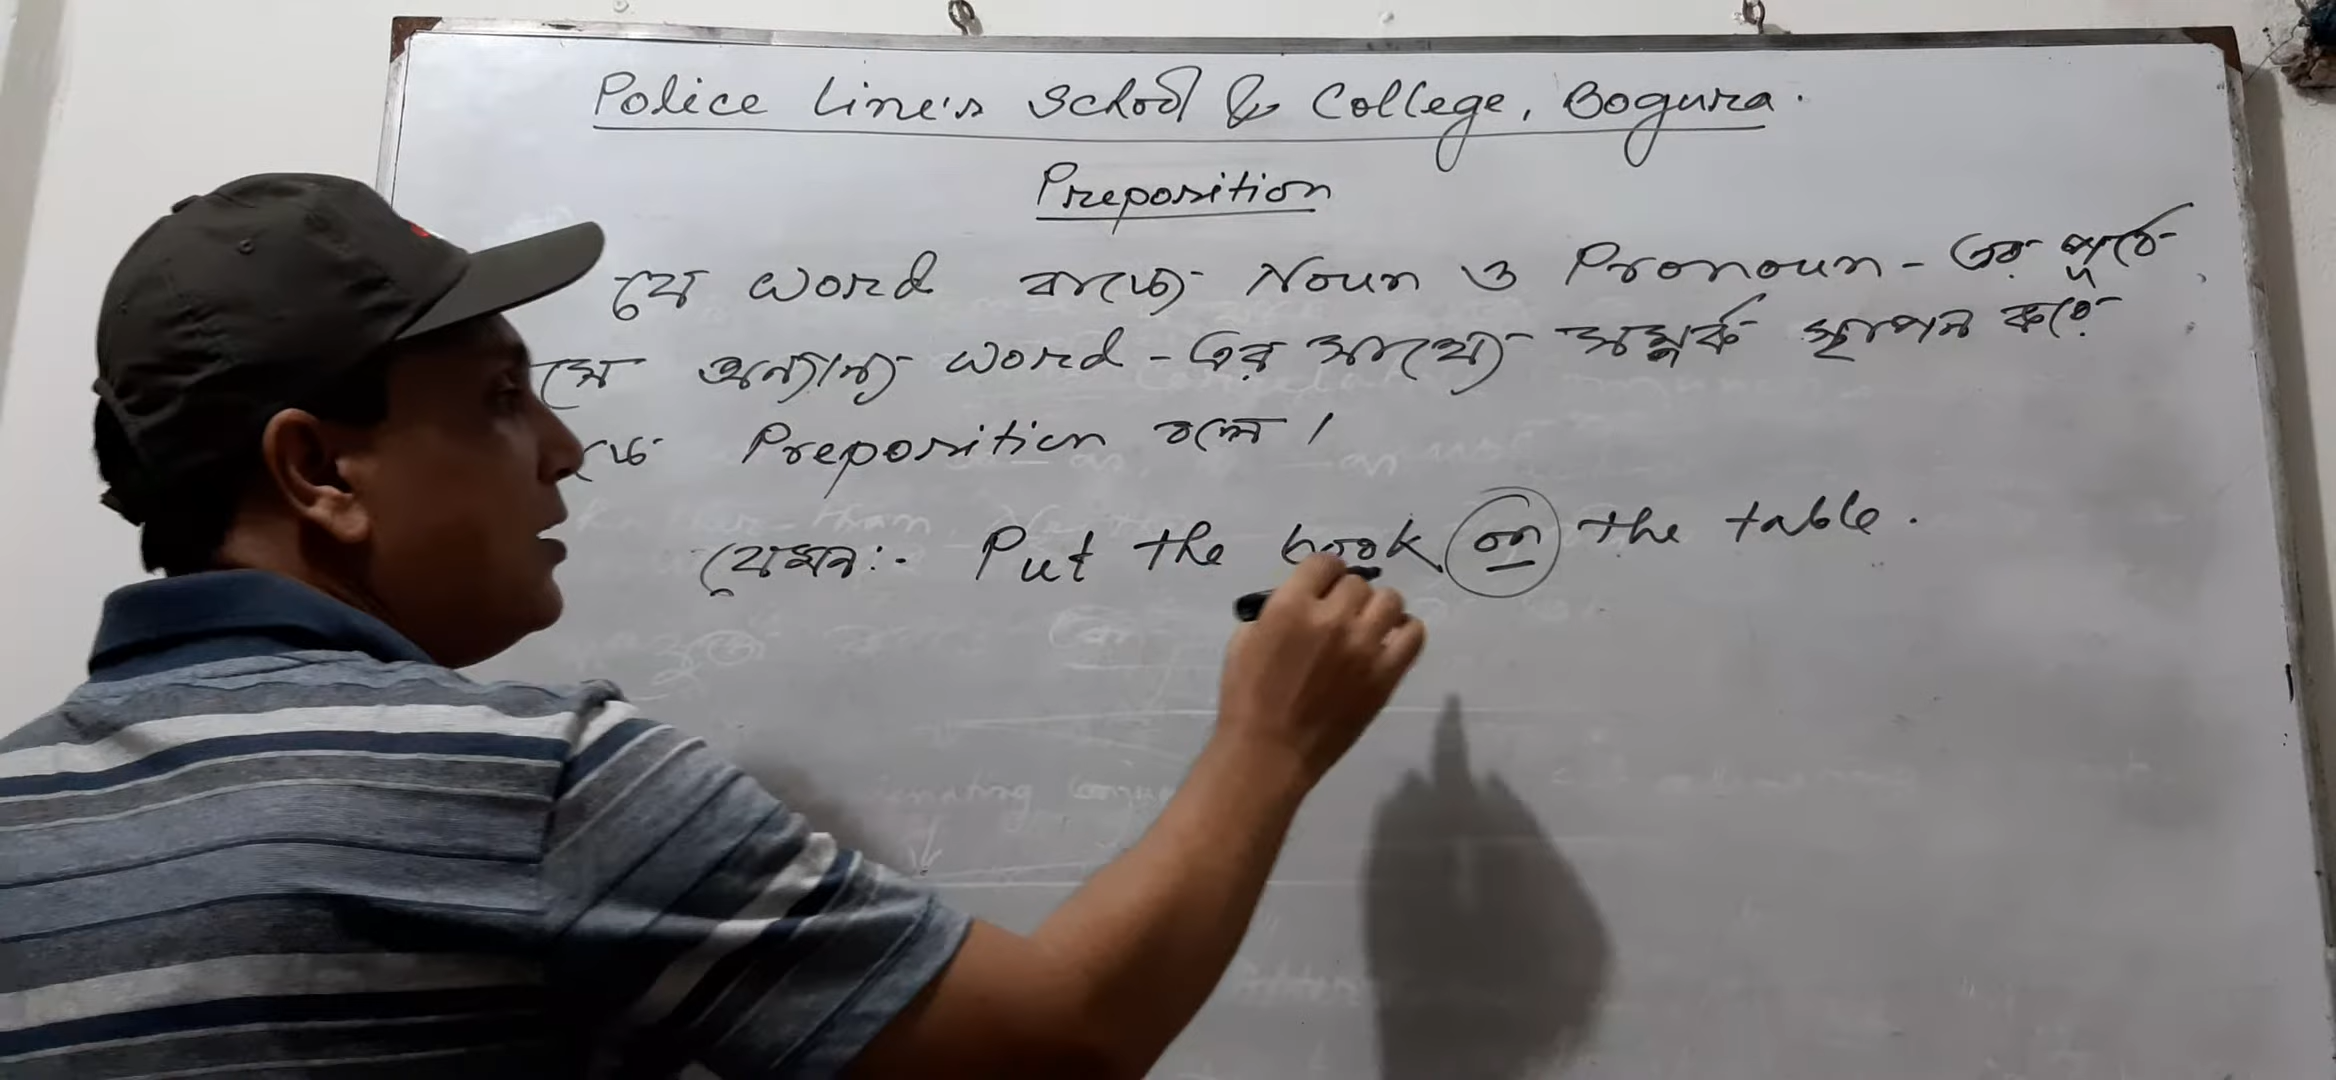 Police Line's School & College, Bogura.
Preposition
যে word বাক্যে Noun ও Pronoun-এর পূর্বে
অন্যান্য word-এর সাথে সম্পর্ক স্থাপন করে
Preposition বলে।
যেমন:- Put the book on the table.